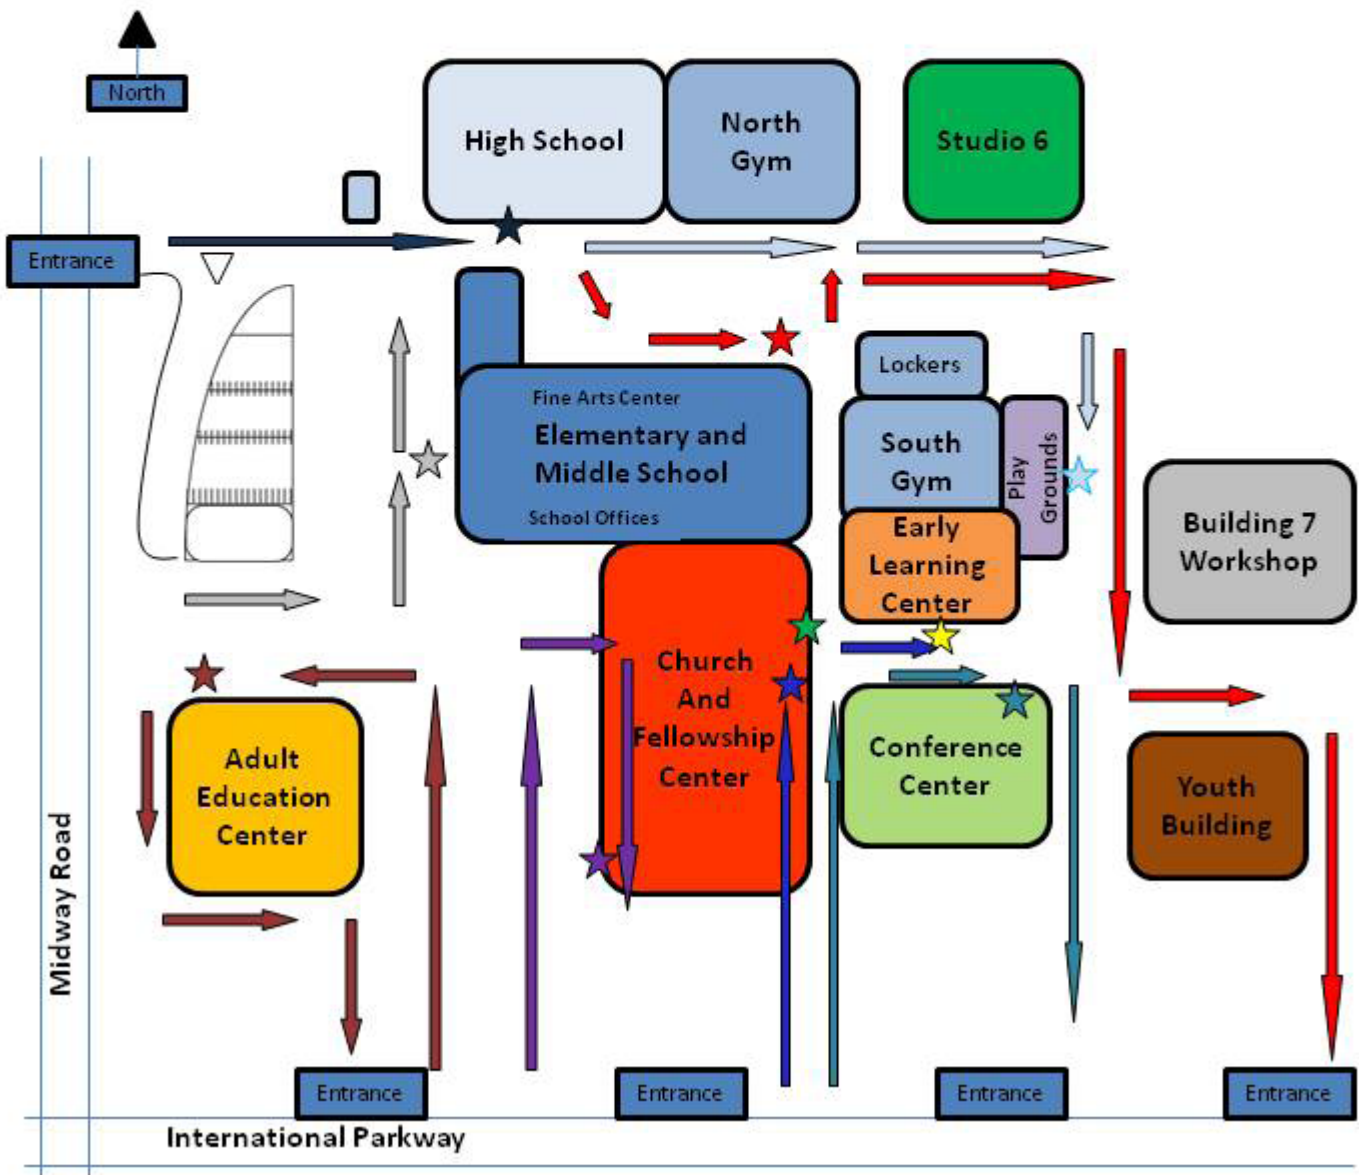 North
High School
North
Gym
Studio 6
Entrance
Lockers
Fine Arts Center
Elementary and
Middle School
School Offices
South
Gym
Play
Grounds
Early
Learning
Center
Building 7
Workshop
Church
And
Fellowship
Center
Adult
Education
Center
Conference
Center
Youth
Building
Midway Road
Entrance
Entrance
Entrance
Entrance
International Parkway